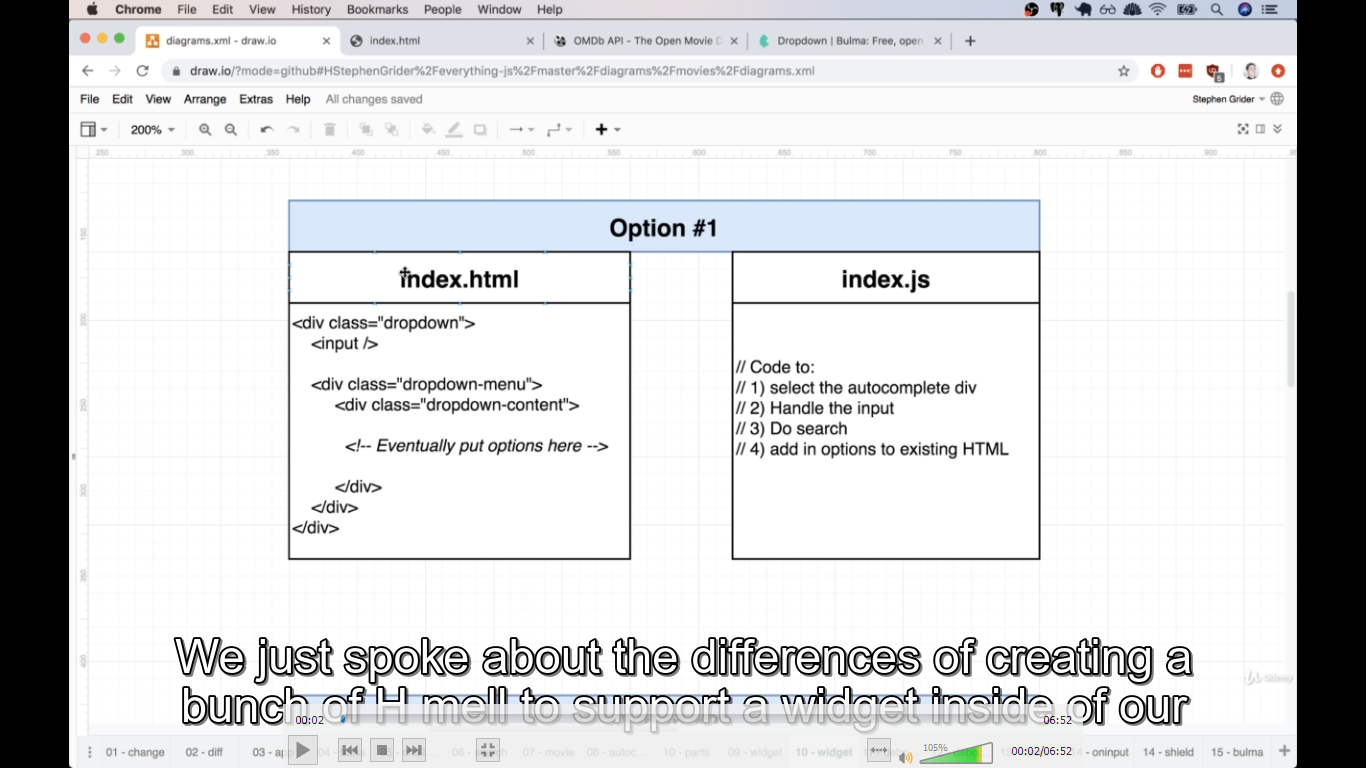 Chrome File Edit View History Bookmarks People Window Help
diagrams.xml - draw.io index.html OMDb API - The Open Movie D Dropdown | Bulma: Free, open
draw.io/?mode=github#HStephenGrider%2Feverything-js%2Fmaster%2Fdiagrams%2Fmovies%2Fdiagrams.xml
File Edit View Arrange Extras Help All changes saved Stephen Grider
200%
250 300 350 400 450 500 550 600 650 700 750 800 850 900
Option #1
index.html
index.js
<div class="dropdown">
<input />
<div class="dropdown-menu">
<div class="dropdown-content">
<!-- Eventually put options here -->
</div>
</div>
</div>
// Code to:
// 1) select the autocomplete div
// 2) Handle the input
// 3) Do search
// 4) add in options to existing HTML
150
200
250
300
350
400
We just spoke about the differences of creating a
bunch of H mell to support a widget inside of our
Udemy
00:02 06:52
01 - change 02 - diff 03 - 07 - movie 08 - autoc... 10 - parts 09 - widget 10 - widget - oninput 14 - shield 15 - bulma
105% 00:02/06:52